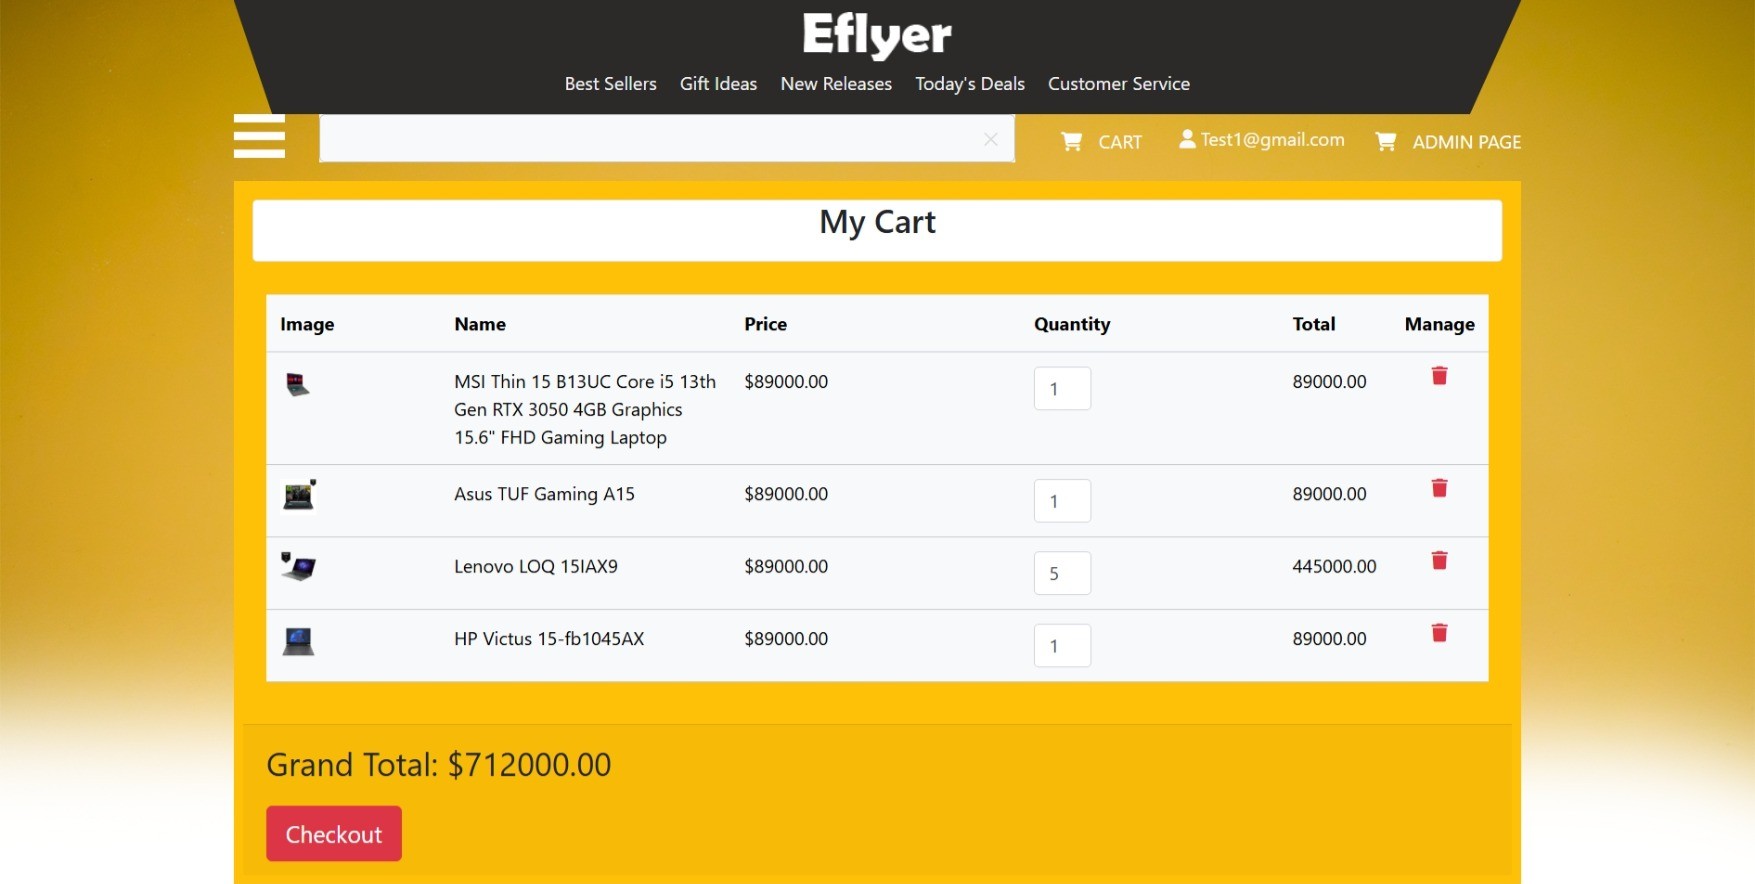 Eflyer
Best Sellers Gift Ideas New Releases Today's Deals Customer Service
CART Test1@gmail.com ADMIN PAGE
My Cart
Image Name Price Quantity Total Manage
MSI Thin 15 B13UC Core i5 13th $89000.00 1 89000.00
Gen RTX 3050 4GB Graphics
15.6" FHD Gaming Laptop
Asus TUF Gaming A15 $89000.00 1 89000.00
Lenovo LOQ 15IAX9 $89000.00 5 445000.00
HP Victus 15-fb1045AX $89000.00 1 89000.00
Grand Total: $712000.00
Checkout